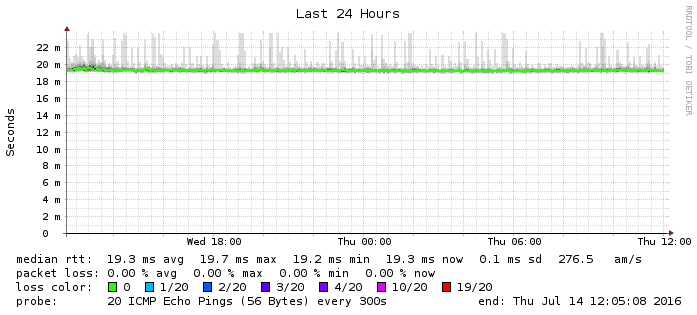 Last 24 Hours
RRDTOOL / TOBI OETIKER
Seconds
22 m
20 m
18 m
16 m
14 m
12 m
10 m
8 m
6 m
4 m
2 m
0
Wed 18:00 Thu 00:00 Thu 06:00 Thu 12:00
median rtt: 19.3 ms avg 19.7 ms max 19.2 ms min 19.3 ms now 0.1 ms sd 276.5 am/s
packet loss: 0.00 % avg 0.00 % max 0.00 % min 0.00 % now
loss color: 0 1/20 2/20 3/20 4/20 10/20 19/20
probe: 20 ICMP Echo Pings (56 Bytes) every 300s end: Thu Jul 14 12:05:08 2016